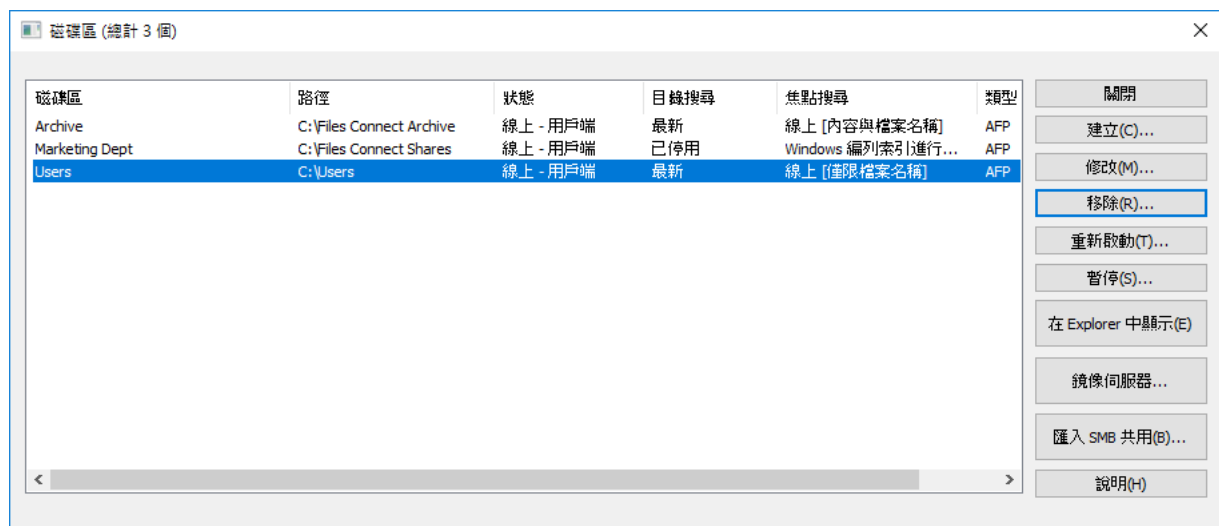 磁碟區 (總計 3 個)
磁碟區 路徑 狀態 目錄搜尋 焦點搜尋 類型
Archive C:\Files Connect Archive 線上 - 用戶端 最新 線上 [內容與檔案名稱] AFP
Marketing Dept C:\Files Connect Shares 線上 - 用戶端 已停用 Windows 編列索引進行... AFP
Users C:\Users 線上 - 用戶端 最新 線上 [僅限檔案名稱] AFP
關閉
建立(C)...
修改(M)...
移除(R)...
重新啟動(T)...
暫停(S)...
在 Explorer 中顯示(E)
鏡像伺服器...
匯入 SMB 共用(B)...
說明(H)